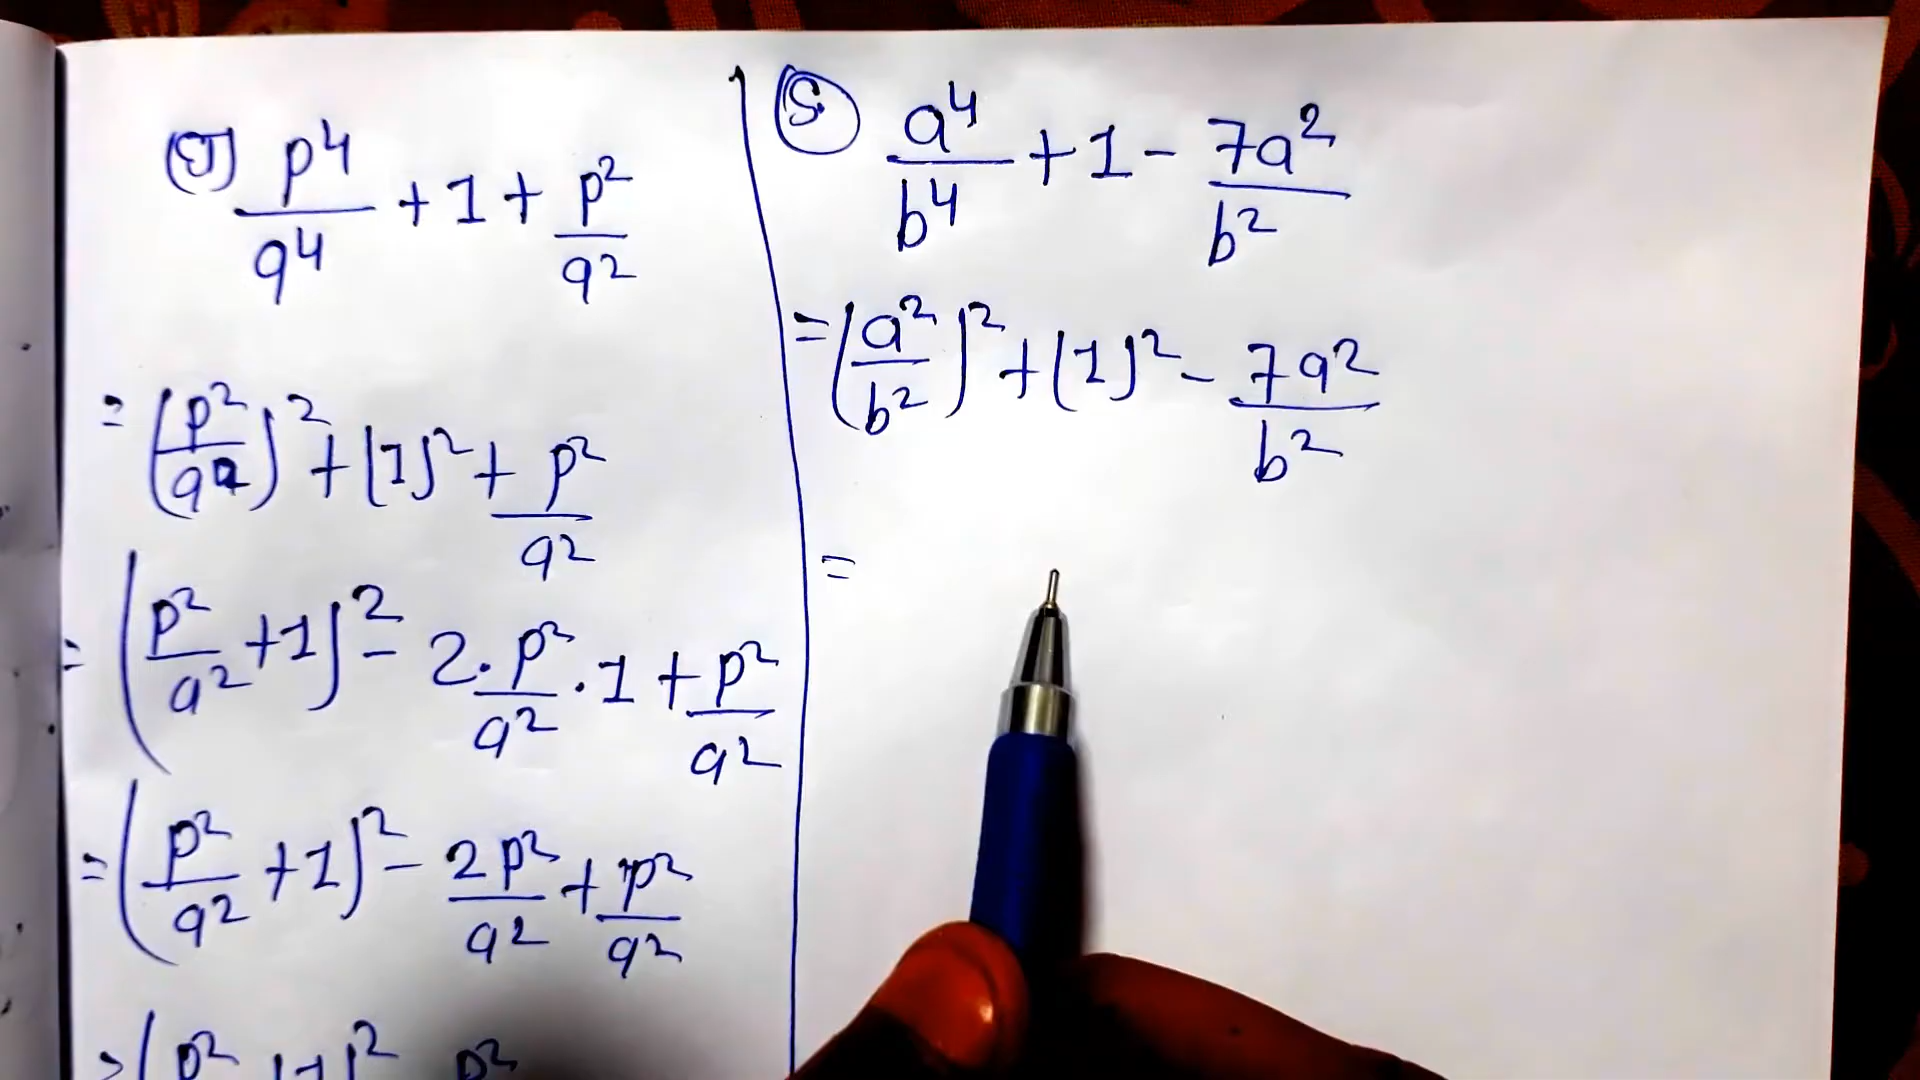 (J) p⁴/q⁴ + 1 + p²/q²
= (p²/q²)² + (1)² + p²/q²
= (p²/q² + 1)² - 2·p²/q²·1 + p²/q²
= (p²/q² + 1)² - 2p²/q² + p²/q²
S. a⁴/b⁴ + 1 - 7a²/b²
= (a²/b²)² + (1)² - 7a²/b²
=